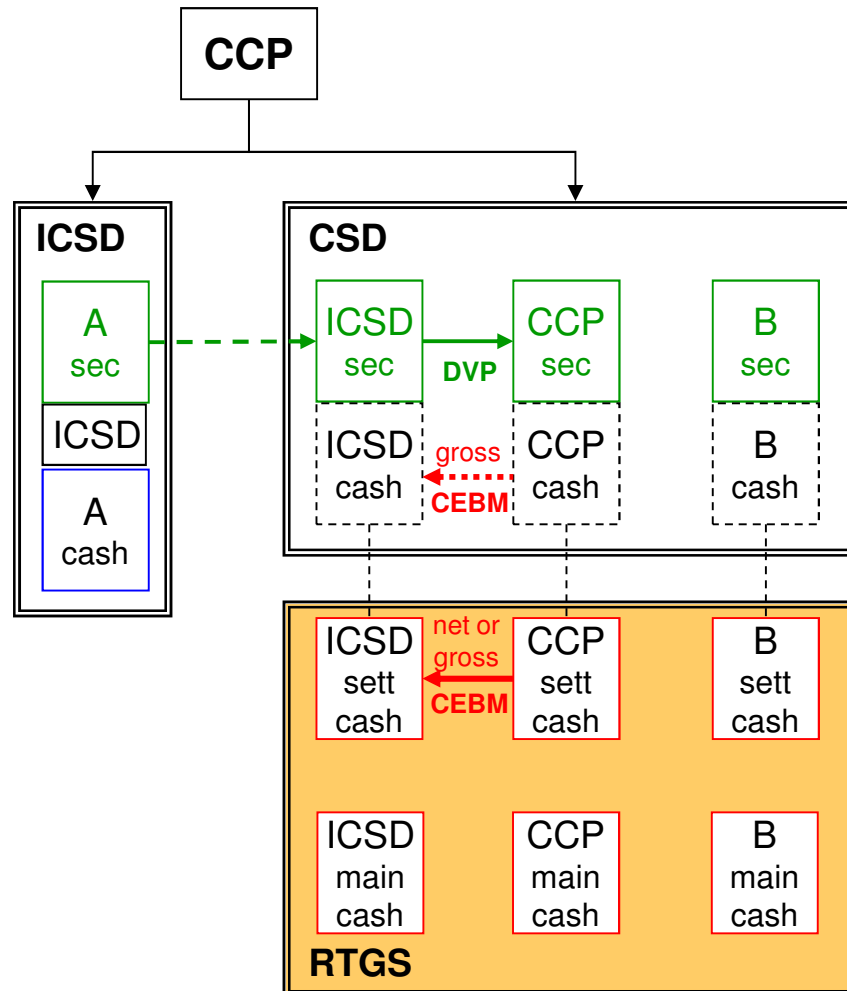 CCP
ICSD
CSD
A
sec
ICSD
sec
DVP
CCP
sec
B
sec
ICSD
A
cash
ICSD
cash
gross
CEBM
CCP
cash
B
cash
ICSD
sett
cash
net or
gross
CEBM
CCP
sett
cash
B
sett
cash
ICSD
main
cash
CCP
main
cash
B
main
cash
RTGS